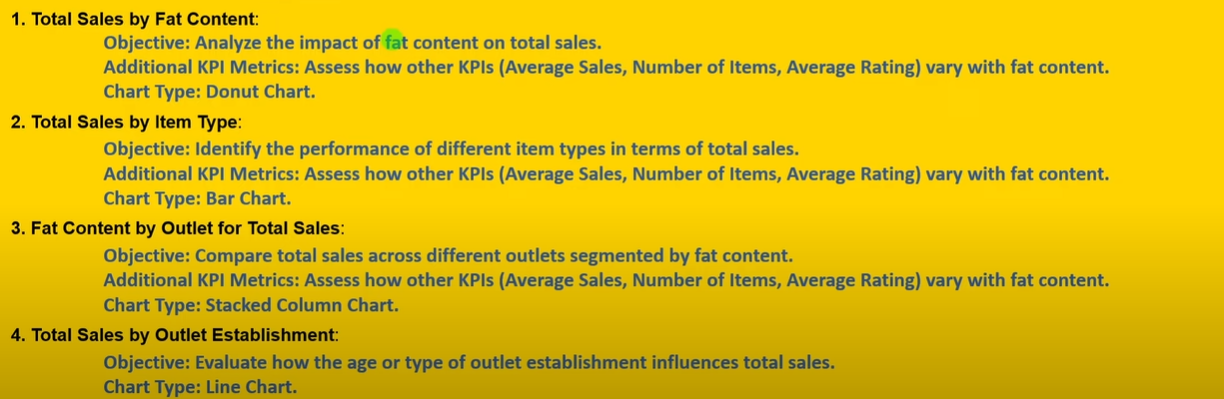 1. Total Sales by Fat Content:
Objective: Analyze the impact of fat content on total sales.
Additional KPI Metrics: Assess how other KPIs (Average Sales, Number of Items, Average Rating) vary with fat content.
Chart Type: Donut Chart.
2. Total Sales by Item Type:
Objective: Identify the performance of different item types in terms of total sales.
Additional KPI Metrics: Assess how other KPIs (Average Sales, Number of Items, Average Rating) vary with fat content.
Chart Type: Bar Chart.
3. Fat Content by Outlet for Total Sales:
Objective: Compare total sales across different outlets segmented by fat content.
Additional KPI Metrics: Assess how other KPIs (Average Sales, Number of Items, Average Rating) vary with fat content.
Chart Type: Stacked Column Chart.
4. Total Sales by Outlet Establishment:
Objective: Evaluate how the age or type of outlet establishment influences total sales.
Chart Type: Line Chart.